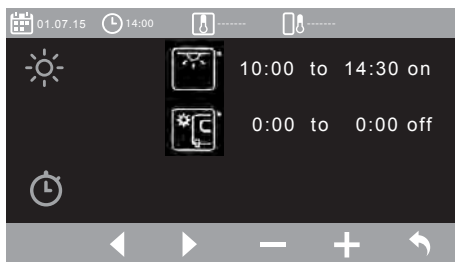 01.07.15 14:00 ------- -------
10:00 to 14:30 on
0:00 to 0:00 off